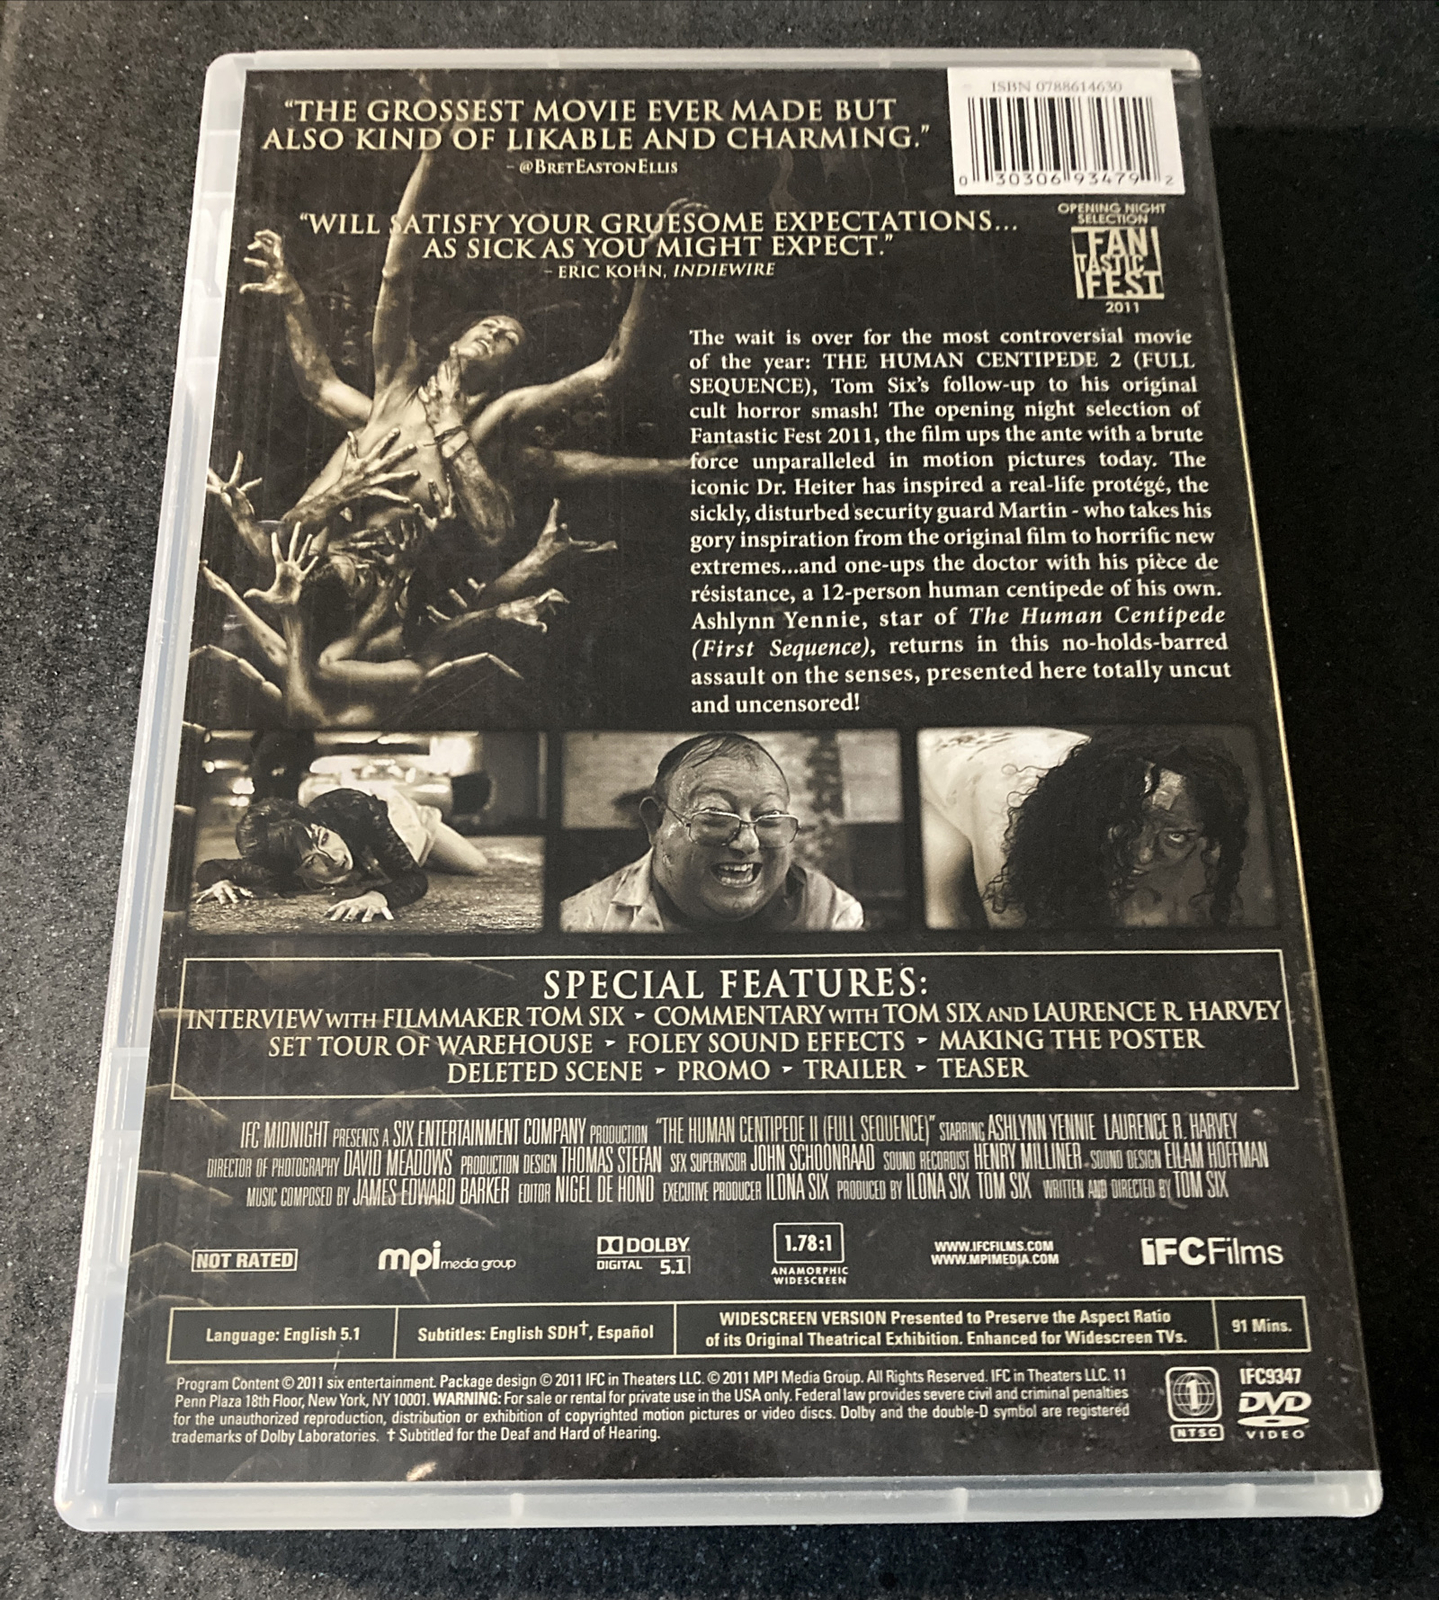 "THE GROSSEST MOVIE EVER MADE BUT
ALSO KIND OF LIKABLE AND CHARMING."
- @BRETEASTONELLIS
ISBN 0788614630
0 30306 93479 2
"WILL SATISFY YOUR GRUESOME EXPECTATIONS...
AS SICK AS YOU MIGHT EXPECT."
- ERIC KOHN, INDIEWIRE
OPENING NIGHT
SELECTION
FAN
TASTIC
FEST
2011
The wait is over for the most controversial movie
of the year: THE HUMAN CENTIPEDE 2 (FULL
SEQUENCE), Tom Six's follow-up to his original
cult horror smash! The opening night selection of
Fantastic Fest 2011, the film ups the ante with a brute
force unparalleled in motion pictures today. The
iconic Dr. Heiter has inspired a real-life protégé, the
sickly, disturbed security guard Martin - who takes his
gory inspiration from the original film to horrific new
extremes...and one-ups the doctor with his pièce de
résistance, a 12-person human centipede of his own.
Ashlynn Yennie, star of The Human Centipede
(First Sequence), returns in this no-holds-barred
assault on the senses, presented here totally uncut
and uncensored!
SPECIAL FEATURES:
INTERVIEW WITH FILMMAKER TOM SIX - COMMENTARY WITH TOM SIX AND LAURENCE R. HARVEY
SET TOUR OF WAREHOUSE - FOLEY SOUND EFFECTS - MAKING THE POSTER
DELETED SCENE - PROMO - TRAILER - TEASER
IFC MIDNIGHT PRESENTS A SIX ENTERTAINMENT COMPANY PRODUCTION "THE HUMAN CENTIPEDE II (FULL SEQUENCE)" STARRING ASHLYNN YENNIE LAURENCE R. HARVEY
DIRECTOR OF PHOTOGRAPHY DAVID MEADOWS PRODUCTION DESIGN THOMAS STEFAN SFX SUPERVISOR JOHN SCHOONRAAD SOUND RECORDIST HENRY MILLINER SOUND DESIGN EILAM HOFFMAN
MUSIC COMPOSED BY JAMES EDWARD BARKER EDITOR NIGEL DE HOND EXECUTIVE PRODUCER ILONA SIX PRODUCED BY ILONA SIX TOM SIX WRITTEN AND DIRECTED BY TOM SIX
NOT RATED
mpi media group
DOLBY
DIGITAL 5.1
1.78:1
ANAMORPHIC
WIDESCREEN
WWW.IFCFILMS.COM
WWW.MPIMEDIA.COM
IFC Films
Language: English 5.1
Subtitles: English SDH†, Español
WIDESCREEN VERSION Presented to Preserve the Aspect Ratio
of its Original Theatrical Exhibition. Enhanced for Widescreen TVs.
91 Mins.
Program Content © 2011 six entertainment. Package design © 2011 IFC in Theaters LLC. © 2011 MPI Media Group. All Rights Reserved. IFC in Theaters LLC. 11
Penn Plaza 18th Floor, New York, NY 10001. WARNING: For sale or rental for private use in the USA only. Federal law provides severe civil and criminal penalties
for the unauthorized reproduction, distribution or exhibition of copyrighted motion pictures or video discs. Dolby and the double-D symbol are registered
trademarks of Dolby Laboratories. † Subtitled for the Deaf and Hard of Hearing.
1
NTSC
IFC9347
DVD
VIDEO